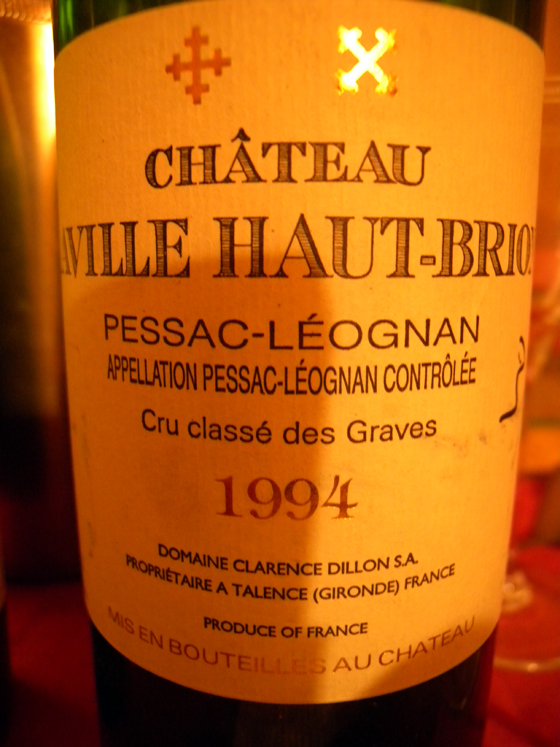 CHÂTEAU
AVILLE HAUT-BRIO
PESSAC-LÉOGNAN
APPELLATION PESSAC-LÉOGNAN CONTRÔLÉE
Cru classé des Graves
1994
DOMAINE CLARENCE DILLON S.A.
PROPRIÉTAIRE A TALENCE (GIRONDE) FRANCE
PRODUCE OF FRANCE
MIS EN BOUTEILLES AU CHATEAU